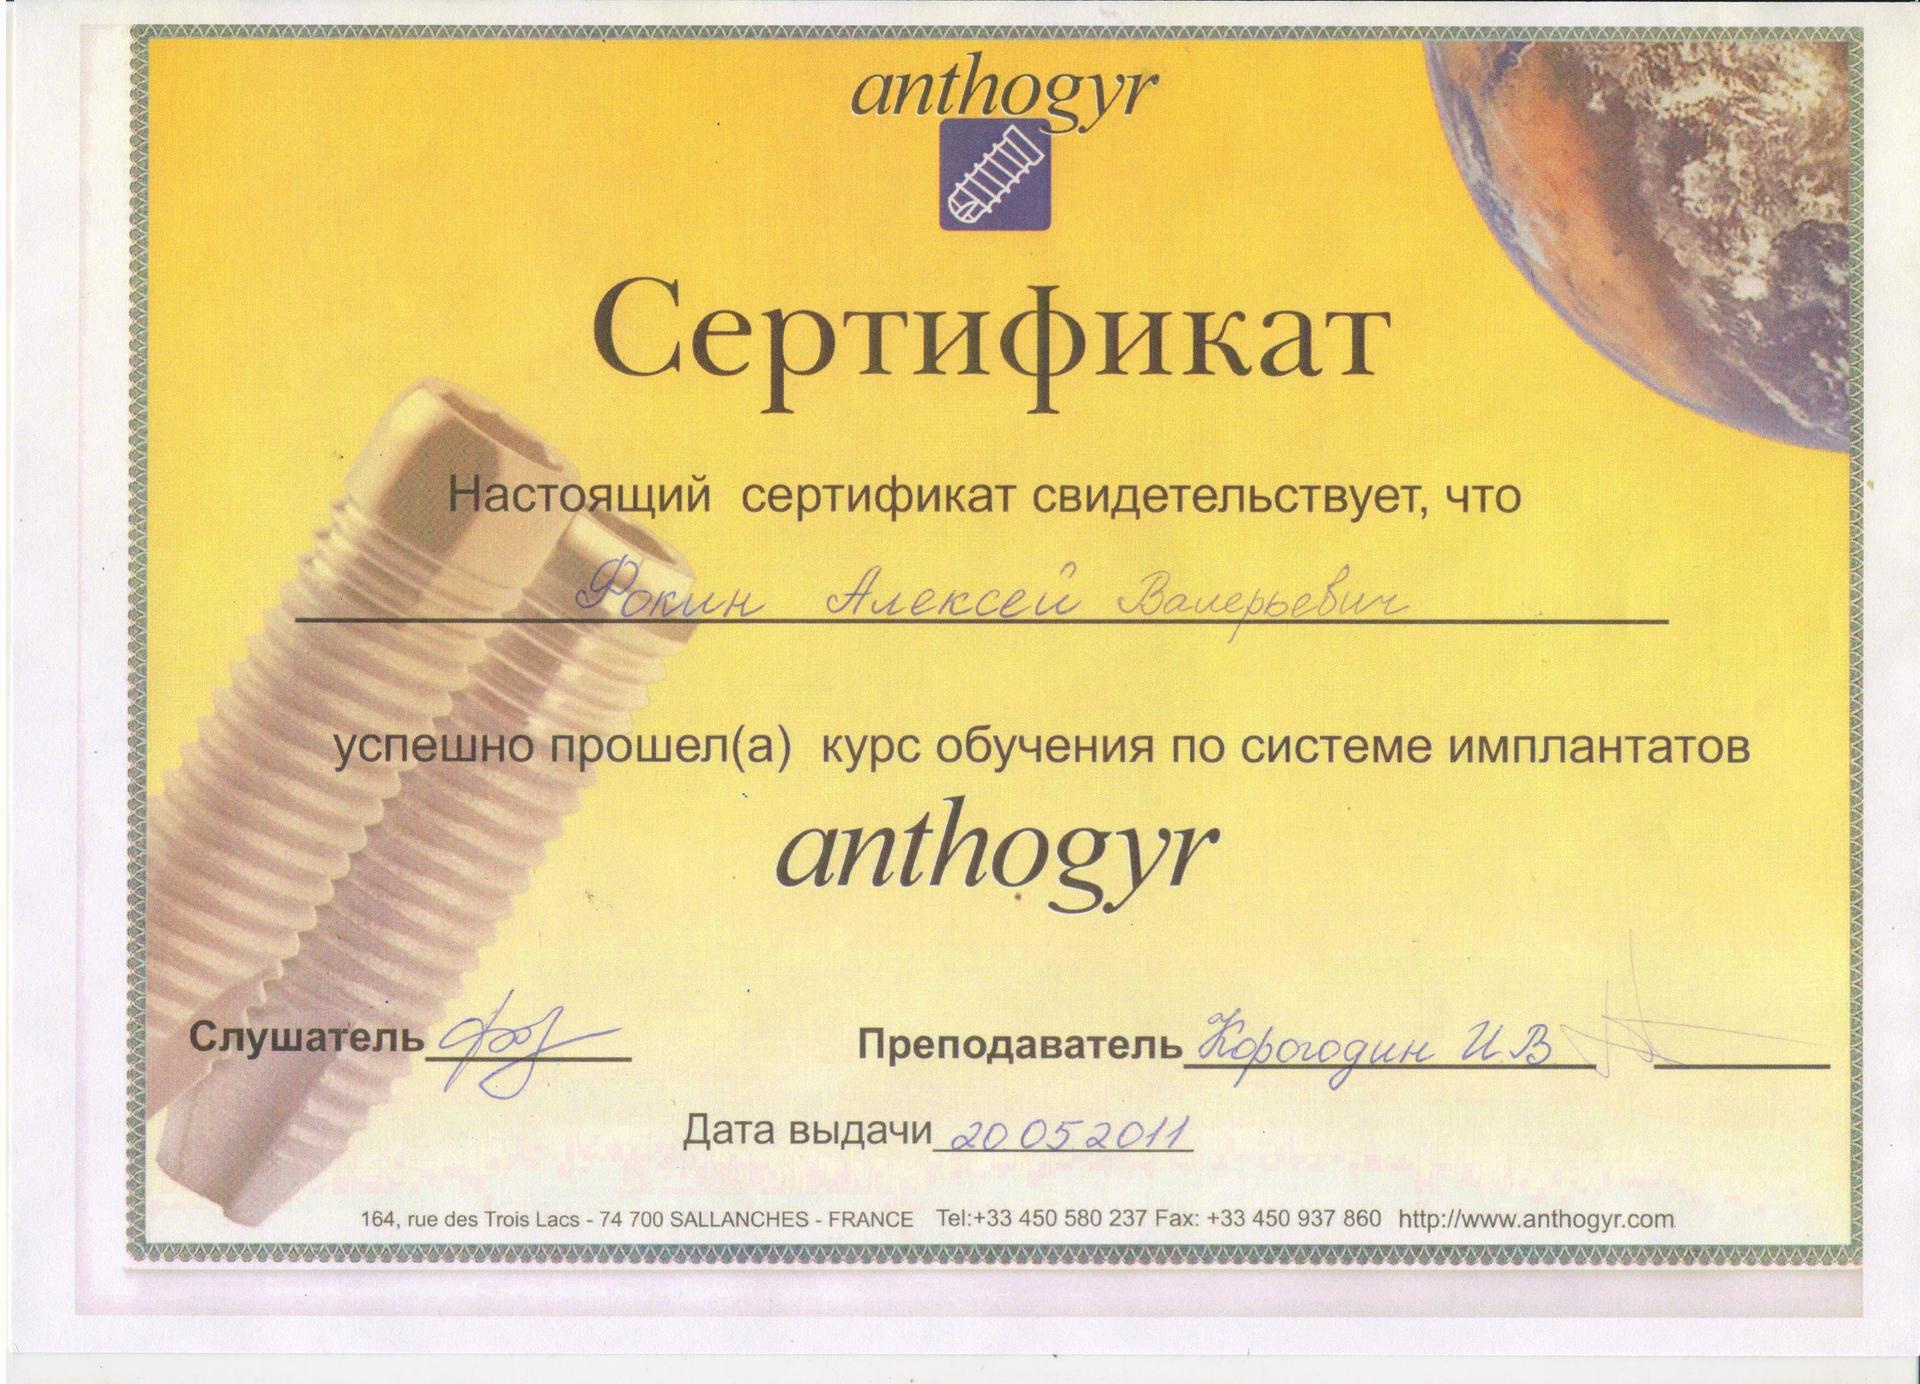 anthogyr
Сертификат
Настоящий сертификат свидетельствует, что
Фокин Алексей Валерьевич
успешно прошел(а) курс обучения по системе имплантатов
anthogyr
Слушатель Преподаватель Корогодин И.В
Дата выдачи 20.05 2011
164, rue des Trois Lacs - 74 700 SALLANCHES - FRANCE Tel:+33 450 580 237 Fax: +33 450 937 860 http://www.anthogyr.com